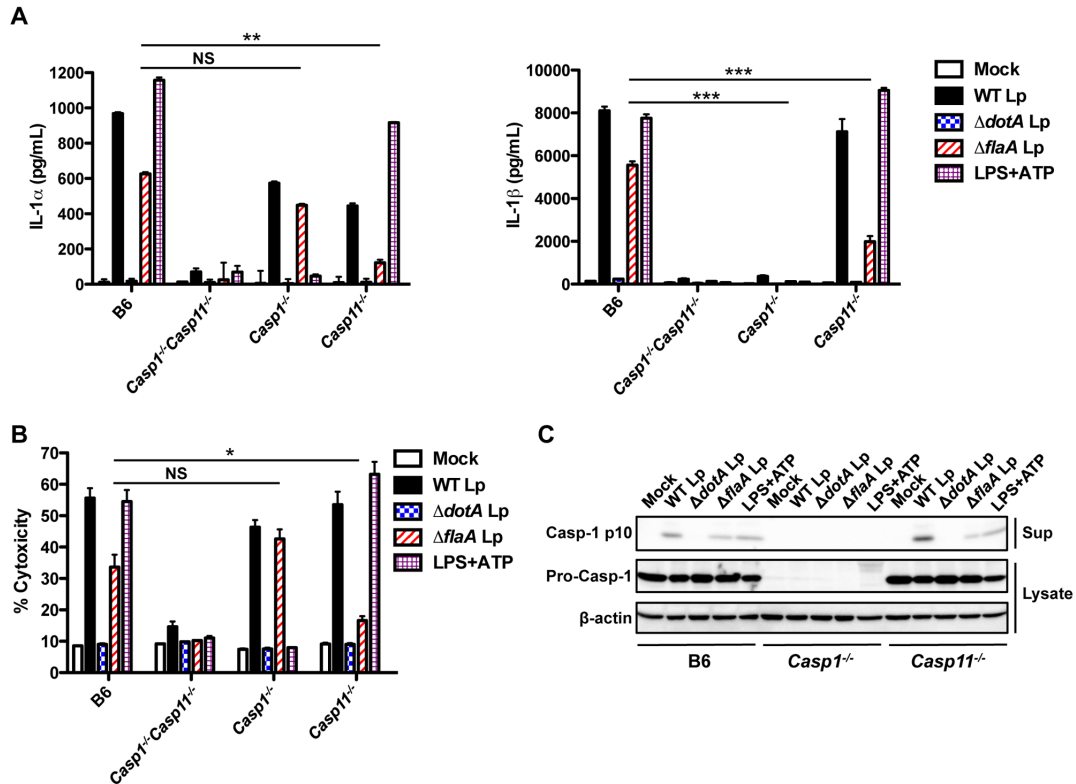 A
**
NS
1200
1000
800
600
400
200
0
IL-1α (pg/mL)
B6
Casp1-/-Casp11-/-
Casp1-/-
Casp11-/-
***
***
10000
8000
6000
4000
2000
0
IL-1β (pg/mL)
B6
Casp1-/-Casp11-/-
Casp1-/-
Casp11-/-
Mock
WT Lp
ΔdotA Lp
ΔflaA Lp
LPS+ATP
B
*
NS
70
60
50
40
30
20
10
0
% Cytoxicity
B6
Casp1-/-Casp11-/-
Casp1-/-
Casp11-/-
Mock
WT Lp
ΔdotA Lp
ΔflaA Lp
LPS+ATP
C
Mock WT Lp ΔdotA Lp ΔflaA Lp LPS+ATP Mock WT Lp ΔdotA Lp ΔflaA Lp LPS+ATP Mock WT Lp ΔdotA Lp ΔflaA Lp LPS+ATP
Casp-1 p10 Sup
Pro-Casp-1
Lysate
β-actin
B6 Casp1-/- Casp11-/-